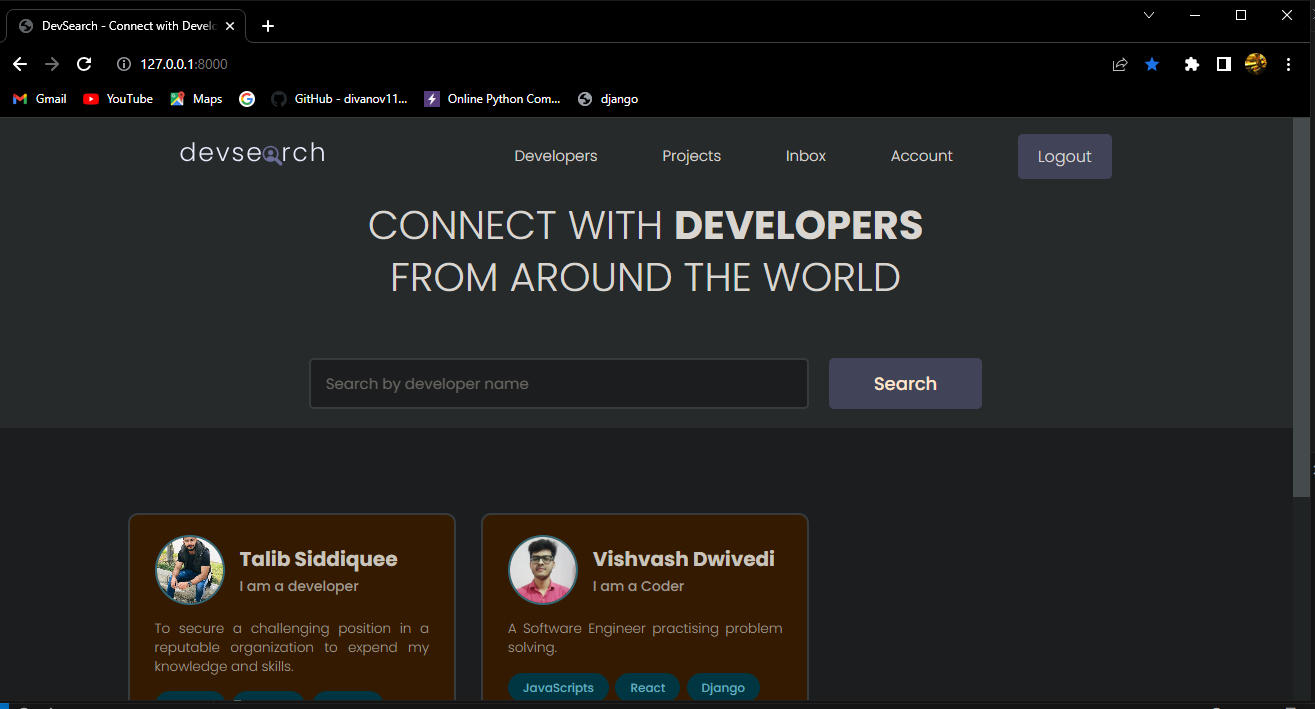 DevSearch - Connect with Develo
127.0.0.1:8000
Gmail YouTube Maps GitHub - divanov11... Online Python Com... django
devsearch Developers Projects Inbox Account Logout
CONNECT WITH DEVELOPERS
FROM AROUND THE WORLD
Search by developer name Search
Talib Siddiquee
I am a developer
To secure a challenging position in a
reputable organization to expend my
knowledge and skills.
Vishvash Dwivedi
I am a Coder
A Software Engineer practising problem
solving.
JavaScripts React Django